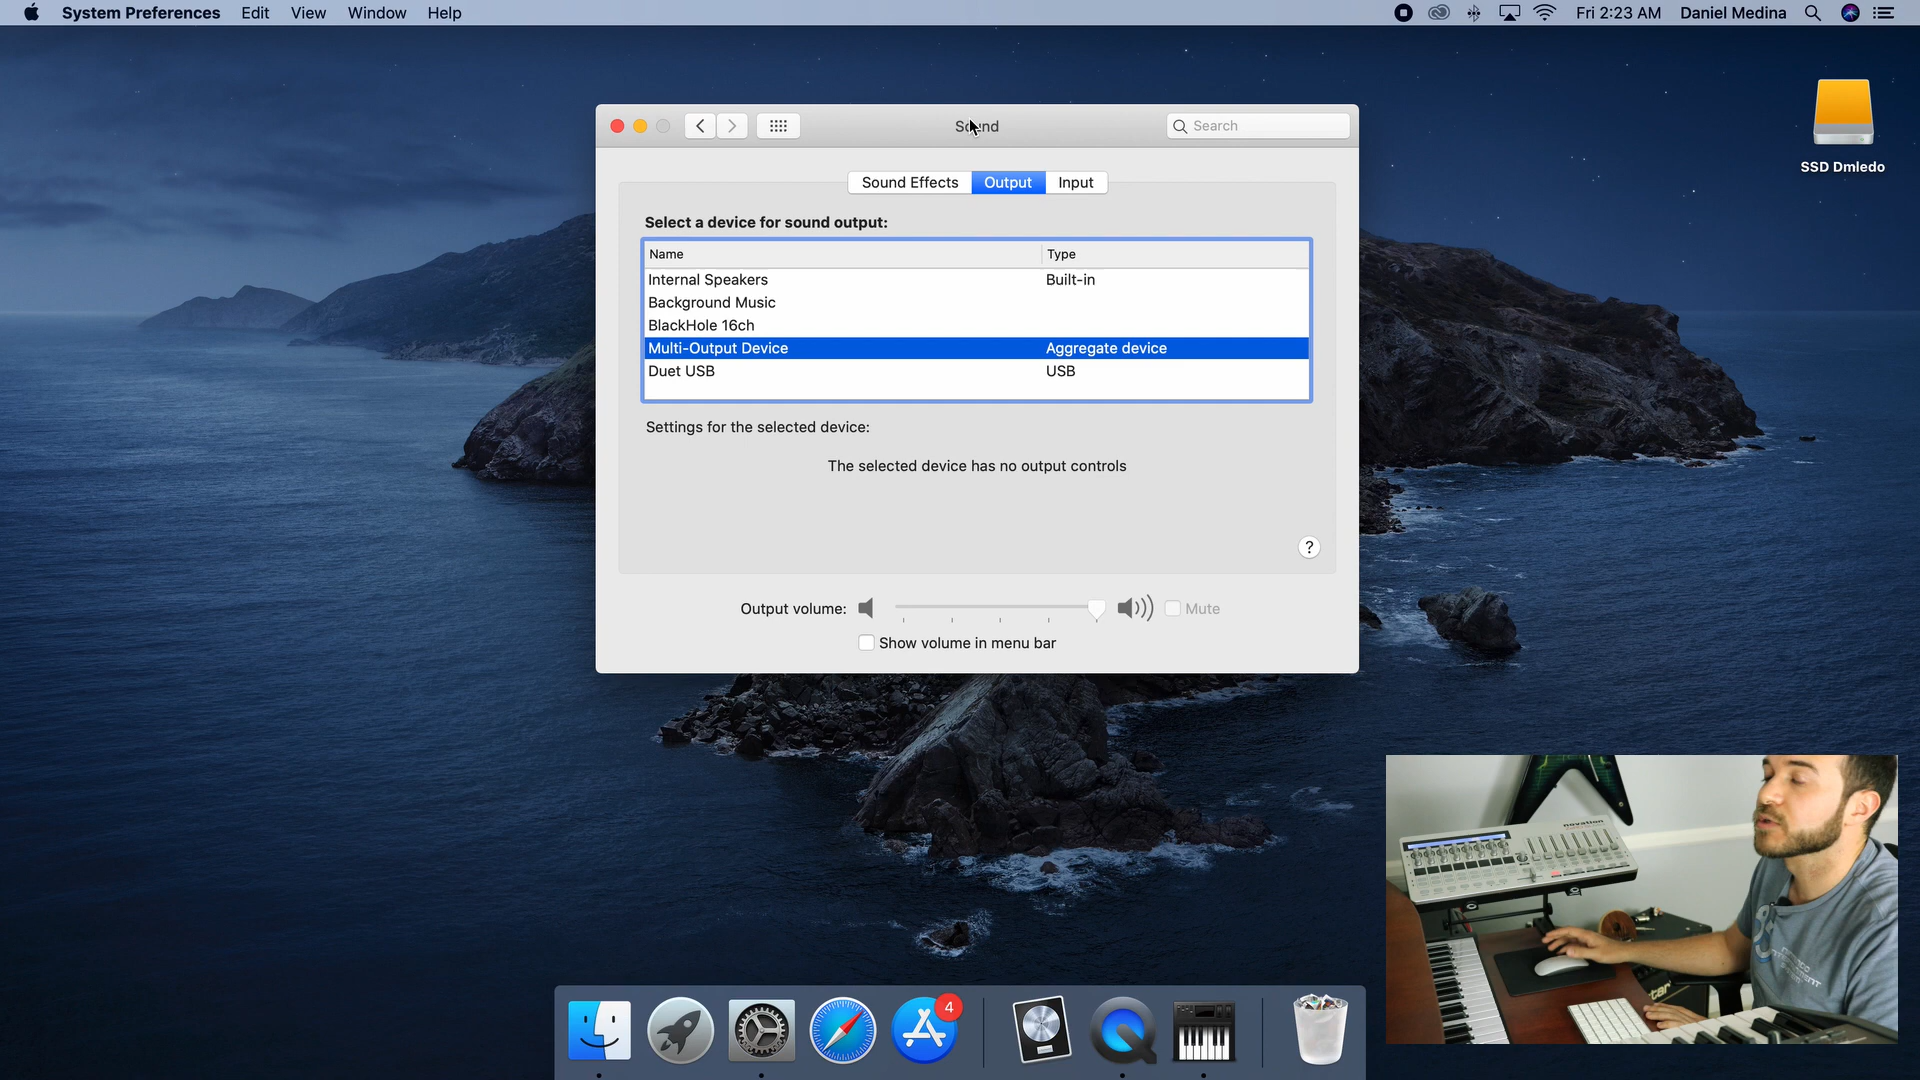 System Preferences Edit View Window Help
Fri 2:23 AM Daniel Medina
SSD Dmledo
Sound
Search
Sound Effects Output Input
Select a device for sound output:
Name Type
Internal Speakers Built-in
Background Music
BlackHole 16ch
Multi-Output Device Aggregate device
Duet USB USB
Settings for the selected device:
The selected device has no output controls
?
Output volume: Mute
Show volume in menu bar
novation
4